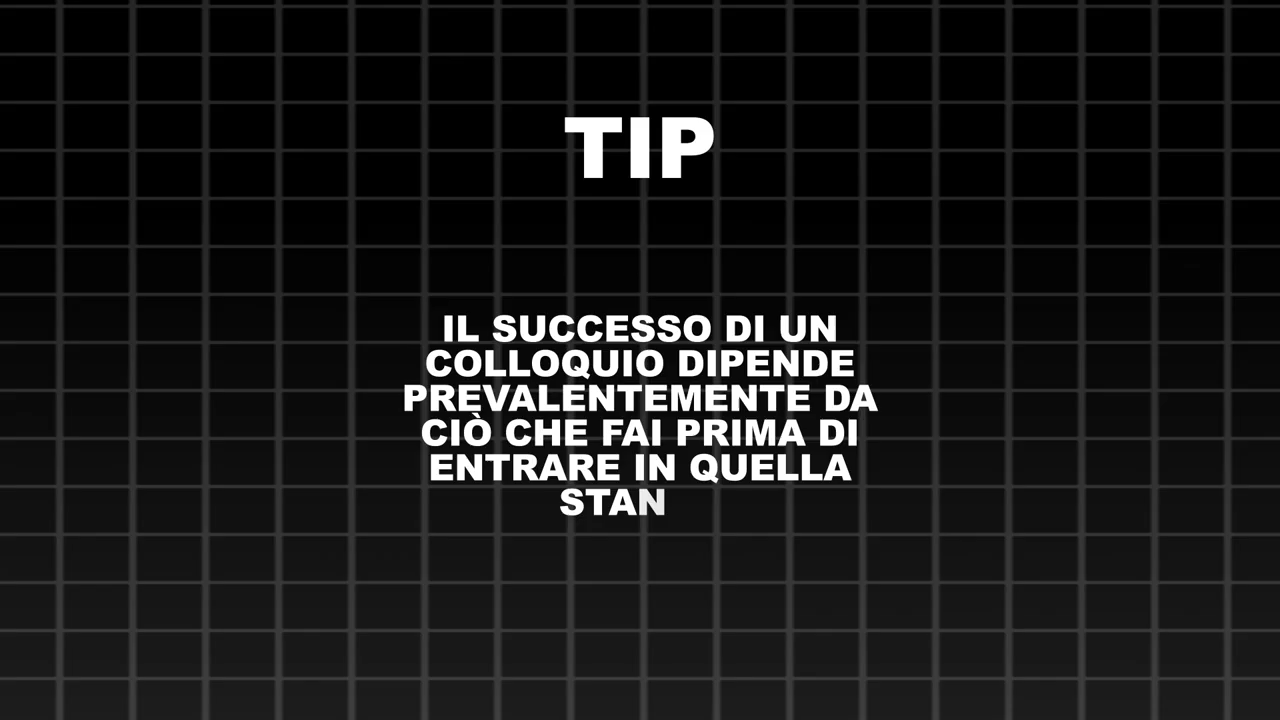 TIP
IL SUCCESSO DI UN
COLLOQUIO DIPENDE
PREVALENTEMENTE DA
CIÒ CHE FAI PRIMA DI
ENTRARE IN QUELLA
STAN